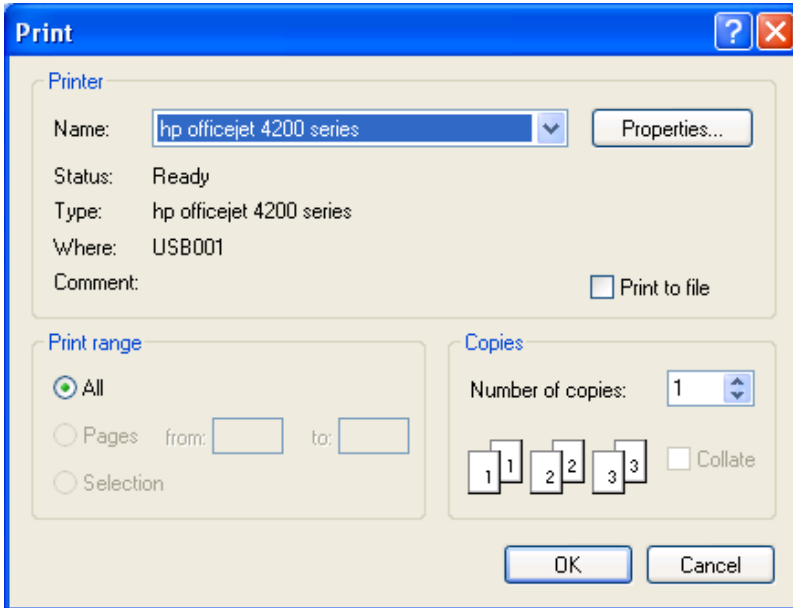 Print
Printer
Name: hp officejet 4200 series Properties...
Status: Ready
Type: hp officejet 4200 series
Where: USB001
Comment:
Print to file
Print range
All
Pages from: to:
Selection
Copies
Number of copies: 1
1 1 2 2 3 3 Collate
OK Cancel